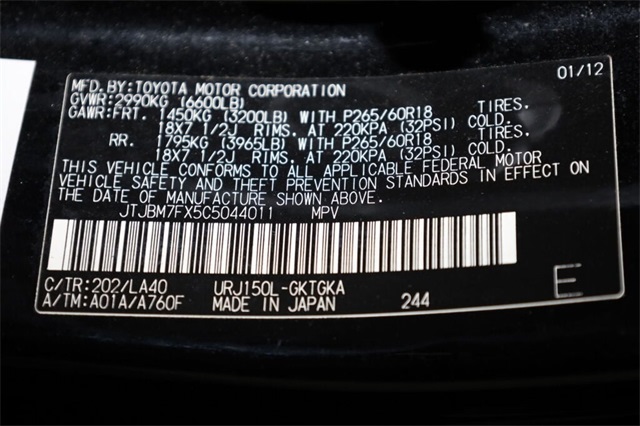 MFD. BY: TOYOTA MOTOR CORPORATION 01/12
GVWR: 2990KG (6600LB)
GAWR: FRT. 1450KG (3200LB) WITH P265/60R18 TIRES.
18X7 1/2J RIMS. AT 220KPA (32PSI) COLD.
RR. 1795KG (3965LB) WITH P265/60R18 TIRES.
18X7 1/2J RIMS. AT 220KPA (32PSI) COLD.
THIS VEHICLE CONFORMS TO ALL APPLICABLE FEDERAL MOTOR
VEHICLE SAFETY AND THEFT PREVENTION STANDARDS IN EFFECT ON
THE DATE OF MANUFACTURE SHOWN ABOVE.
JTJBM7FX5C5044011 MPV
C/TR: 202/LA40 URJ150L-GKTGKA
A/TM: A01A/A760F MADE IN JAPAN 244 E